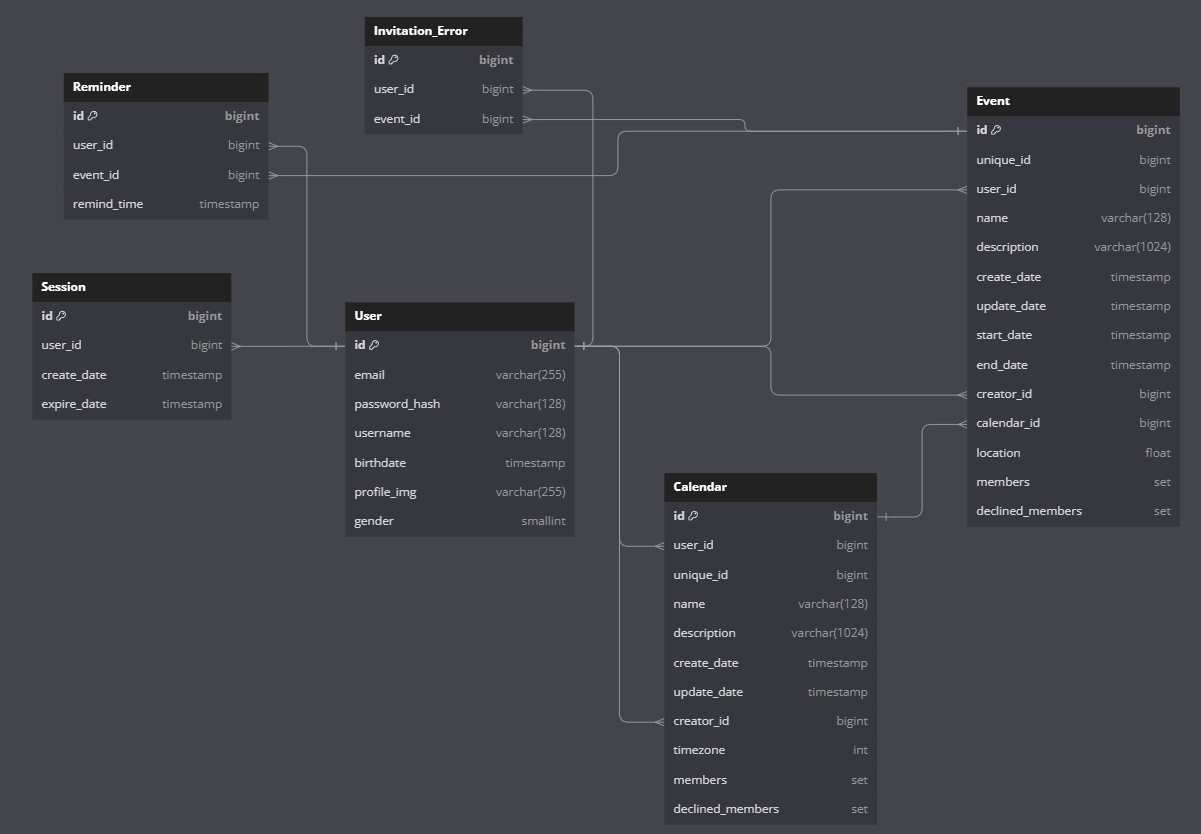 Invitation_Error
id bigint
user_id bigint
event_id bigint
Reminder
id bigint
user_id bigint
event_id bigint
remind_time timestamp
Event
id bigint
unique_id bigint
user_id bigint
name varchar(128)
description varchar(1024)
create_date timestamp
update_date timestamp
start_date timestamp
end_date timestamp
creator_id bigint
calendar_id bigint
location float
members set
declined_members set
Session
id bigint
user_id bigint
create_date timestamp
expire_date timestamp
User
id bigint
email varchar(255)
password_hash varchar(128)
username varchar(128)
birthdate timestamp
profile_img varchar(255)
gender smallint
Calendar
id bigint
user_id bigint
unique_id bigint
name varchar(128)
description varchar(1024)
create_date timestamp
update_date timestamp
creator_id bigint
timezone int
members set
declined_members set